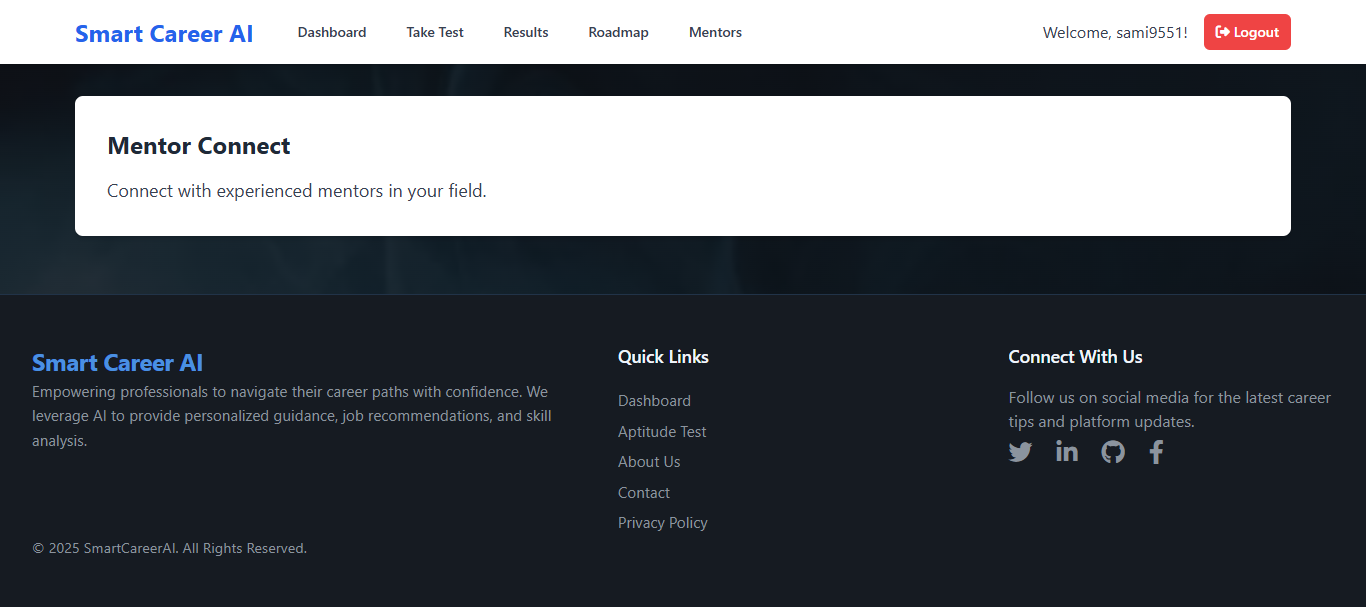 Smart Career AI
Dashboard
Take Test
Results
Roadmap
Mentors
Welcome, sami9551!
Logout
Mentor Connect
Connect with experienced mentors in your field.
Smart Career AI
Empowering professionals to navigate their career paths with confidence. We
leverage AI to provide personalized guidance, job recommendations, and skill
analysis.
Quick Links
Dashboard
Aptitude Test
About Us
Contact
Privacy Policy
Connect With Us
Follow us on social media for the latest career
tips and platform updates.
© 2025 SmartCareerAI. All Rights Reserved.